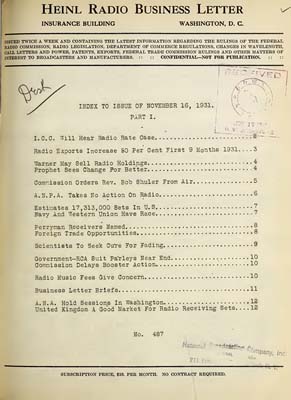 HEINL RADIO BUSINESS LETTER
INSURANCE BUILDING WASHINGTON, D. C.
ISSUED TWICE A WEEK AND CONTAINING THE LATEST INFORMATION REGARDING THE RULINGS OF THE FEDERAL
RADIO COMMISSION, RADIO LEGISLATION, DEPARTMENT OF COMMERCE REGULATIONS, CHANGES IN WAVELENGTH,
CALL LETTERS AND POWER, PATENTS, EXPORTS, FEDERAL TRADE COMMISSION RULINGS AND OTHER MATTERS OF
INTEREST TO BROADCASTERS AND MANUFACTURERS. :: :: CONFIDENTIAL—NOT FOR PUBLICATION. :: ::
RECEIVED
INDEX TO ISSUE OF NOVEMBER 16, 1931.
PART I.
I.C.C. Will Hear Radio Rate Case
Radio Exports Increase 80 Per Cent First 9 Months 1931....3
Warner May Sell Radio Holdings....4
Prophet Bees Change For Better....4
Commission Orders Rev. Bob Shuler From Air....5
A.N.P.A. Takes No Action On Radio....6
Estimates 17,313,000 Sets In U.S....7
Navy And Western Union Have Race....7
Perryman Receivers Named....8
Foreign Trade Opportunities....8
Scientists To Seek Cure For Fading....9
Government-RCA Suit Parleys Near End....10
Commission Delays Booster Action....10
Radio Music Fees Give Concern....10
Business Letter Briefs....11
A.N.A. Hold Sessions In Washington....12
United Kingdom A Good Market For Radio Receiving Sets....12
No. 487
National Broadcasting Company, Inc.
SUBSCRIPTION PRICE, $10. PER MONTH. NO CONTRACT REQUIRED.